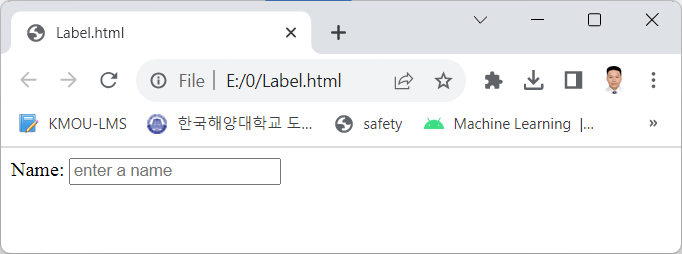 Label.html
File | E:/0/Label.html
KMOU-LMS 한국해양대학교 도... safety Machine Learning |... »
Name: enter a name